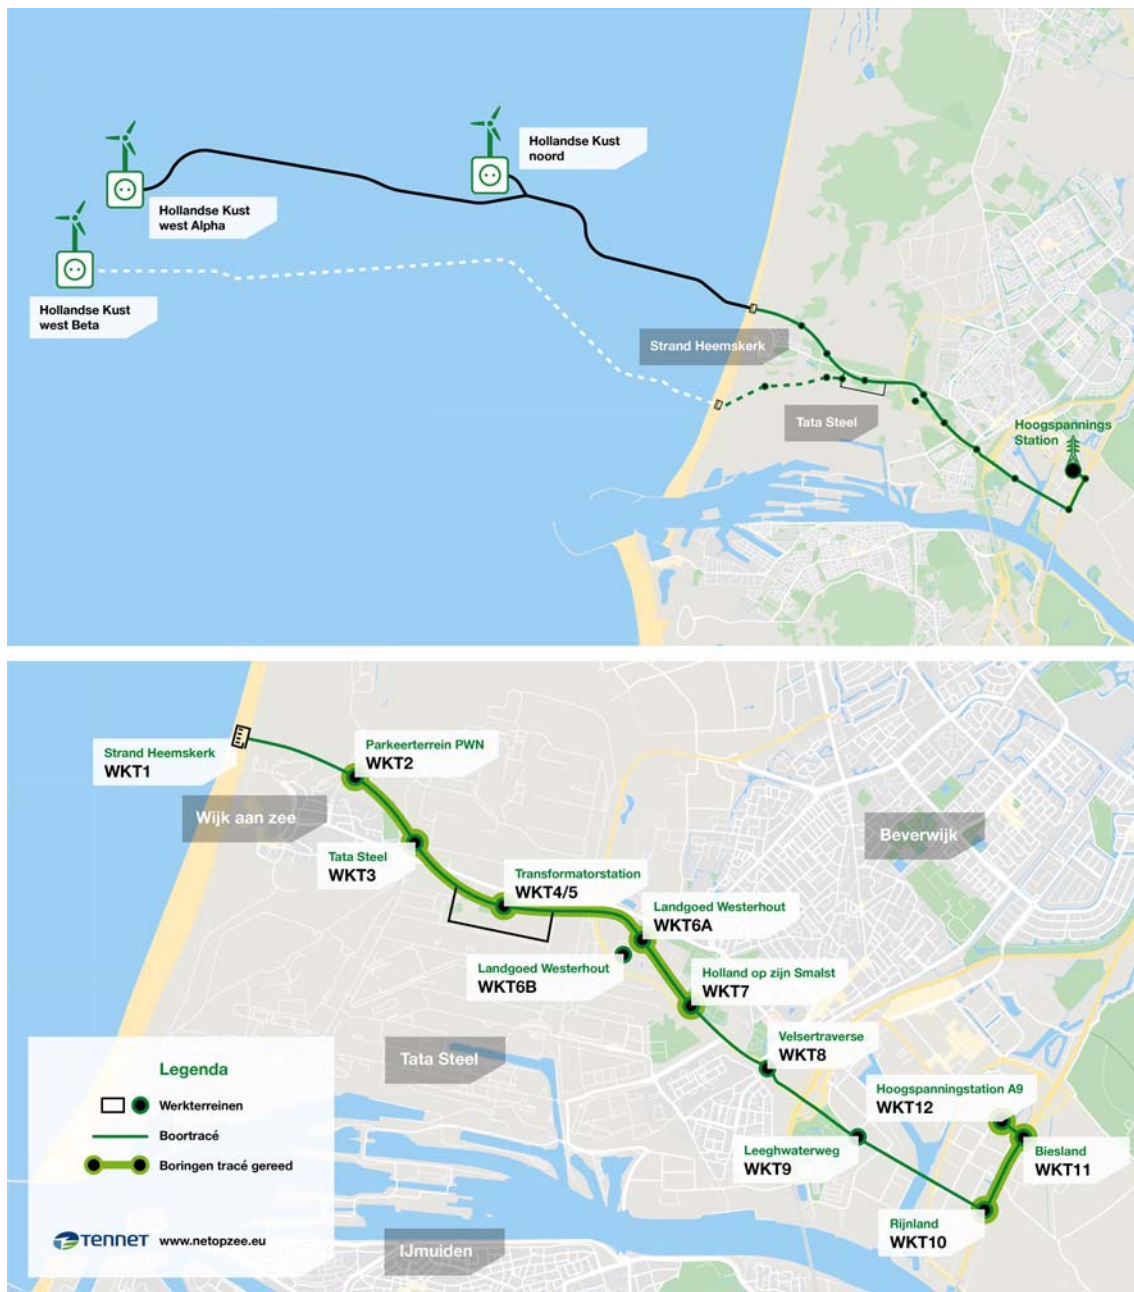 Hollandse Kust
noord
Hollandse Kust
west Alpha
Hollandse Kust
west Beta
Strand Heemskerk
Tata Steel
Hoogspannings
Station
Strand Heemskerk
WKT1
Parkeerterrein PWN
WKT2
Wijk aan zee
Beverwijk
Tata Steel
WKT3
Transformatorstation
WKT4/5
Landgoed Westerhout
WKT6A
Landgoed Westerhout
WKT6B
Holland op zijn Smalst
WKT7
Velsertraverse
WKT8
Tata Steel
Hoogspanningstation A9
WKT12
Leeghwaterweg
WKT9
Biesland
WKT11
Rijnland
WKT10
IJmuiden
Legenda
Werkterreinen
Boortracé
Boringen tracé gereed
TENNET www.netopzee.eu